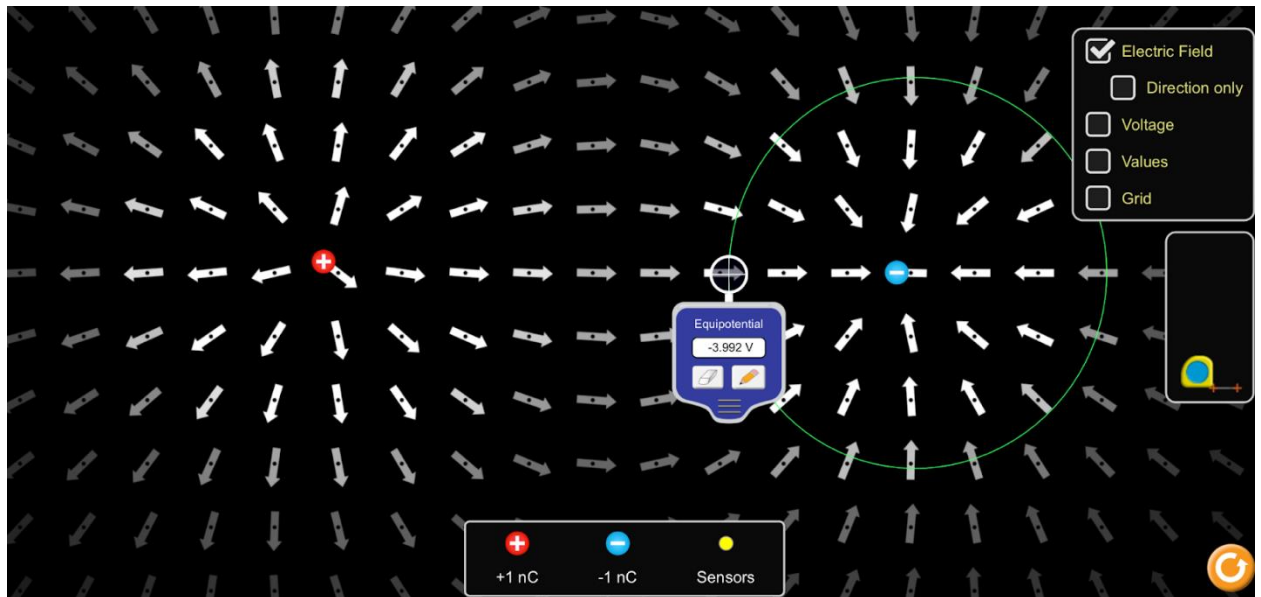 Electric Field
Direction only
Voltage
Values
Grid
Equipotential
-3.992 V
+1 nC
-1 nC
Sensors